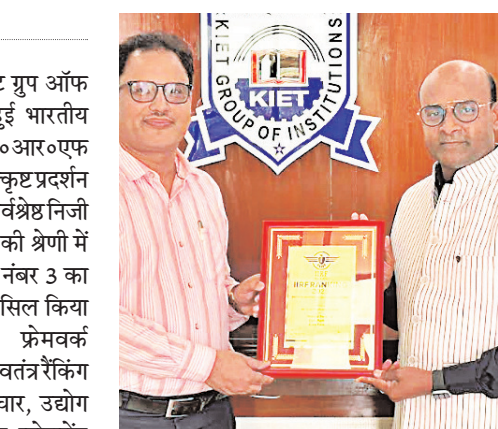 ट ग्रुप ऑफ
हुई भारतीय
०आर०एफ
त्कृष्ट प्रदर्शन
र्वश्रेष्ठ निजी
की श्रेणी में
नंबर 3 का
सिल किया
फ्रेमवर्क
वतंत्र रैंकिंग
चार, उद्योग
KIET GROUP OF INSTITUTIONS
KIET